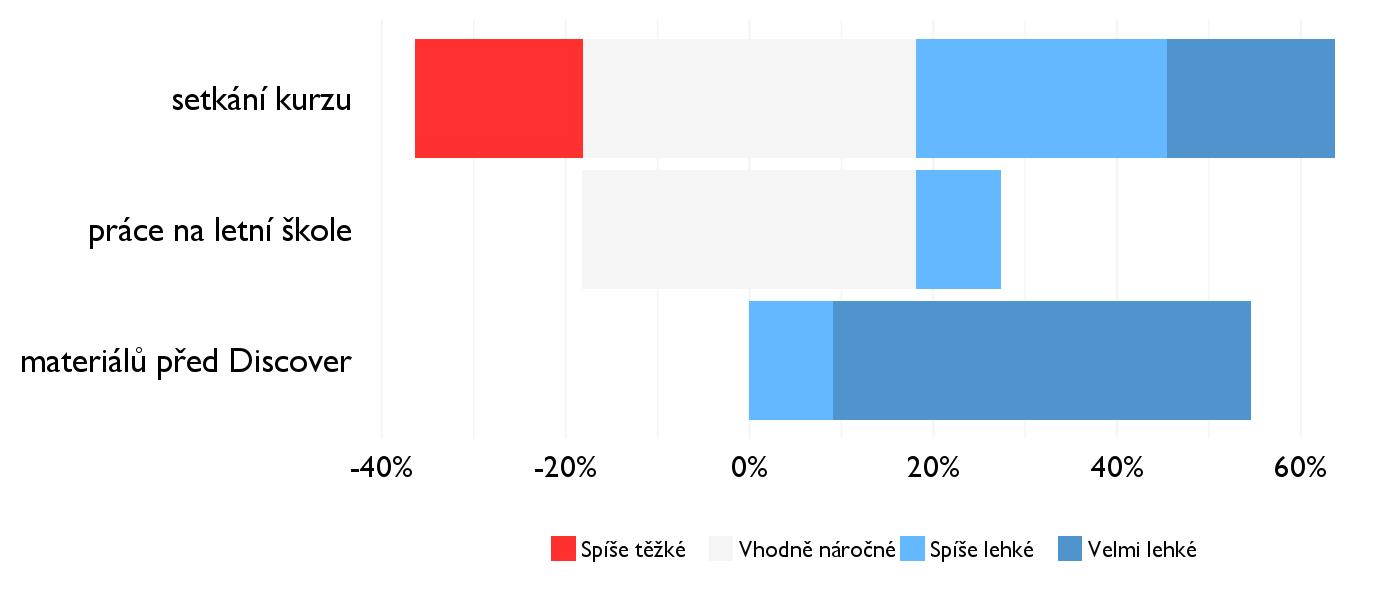 setkání kurzu
práce na letní škole
materiálů před Discover
-40% -20% 0% 20% 40% 60%
Spíše těžké Vhodně náročné Spíše lehké Velmi lehké